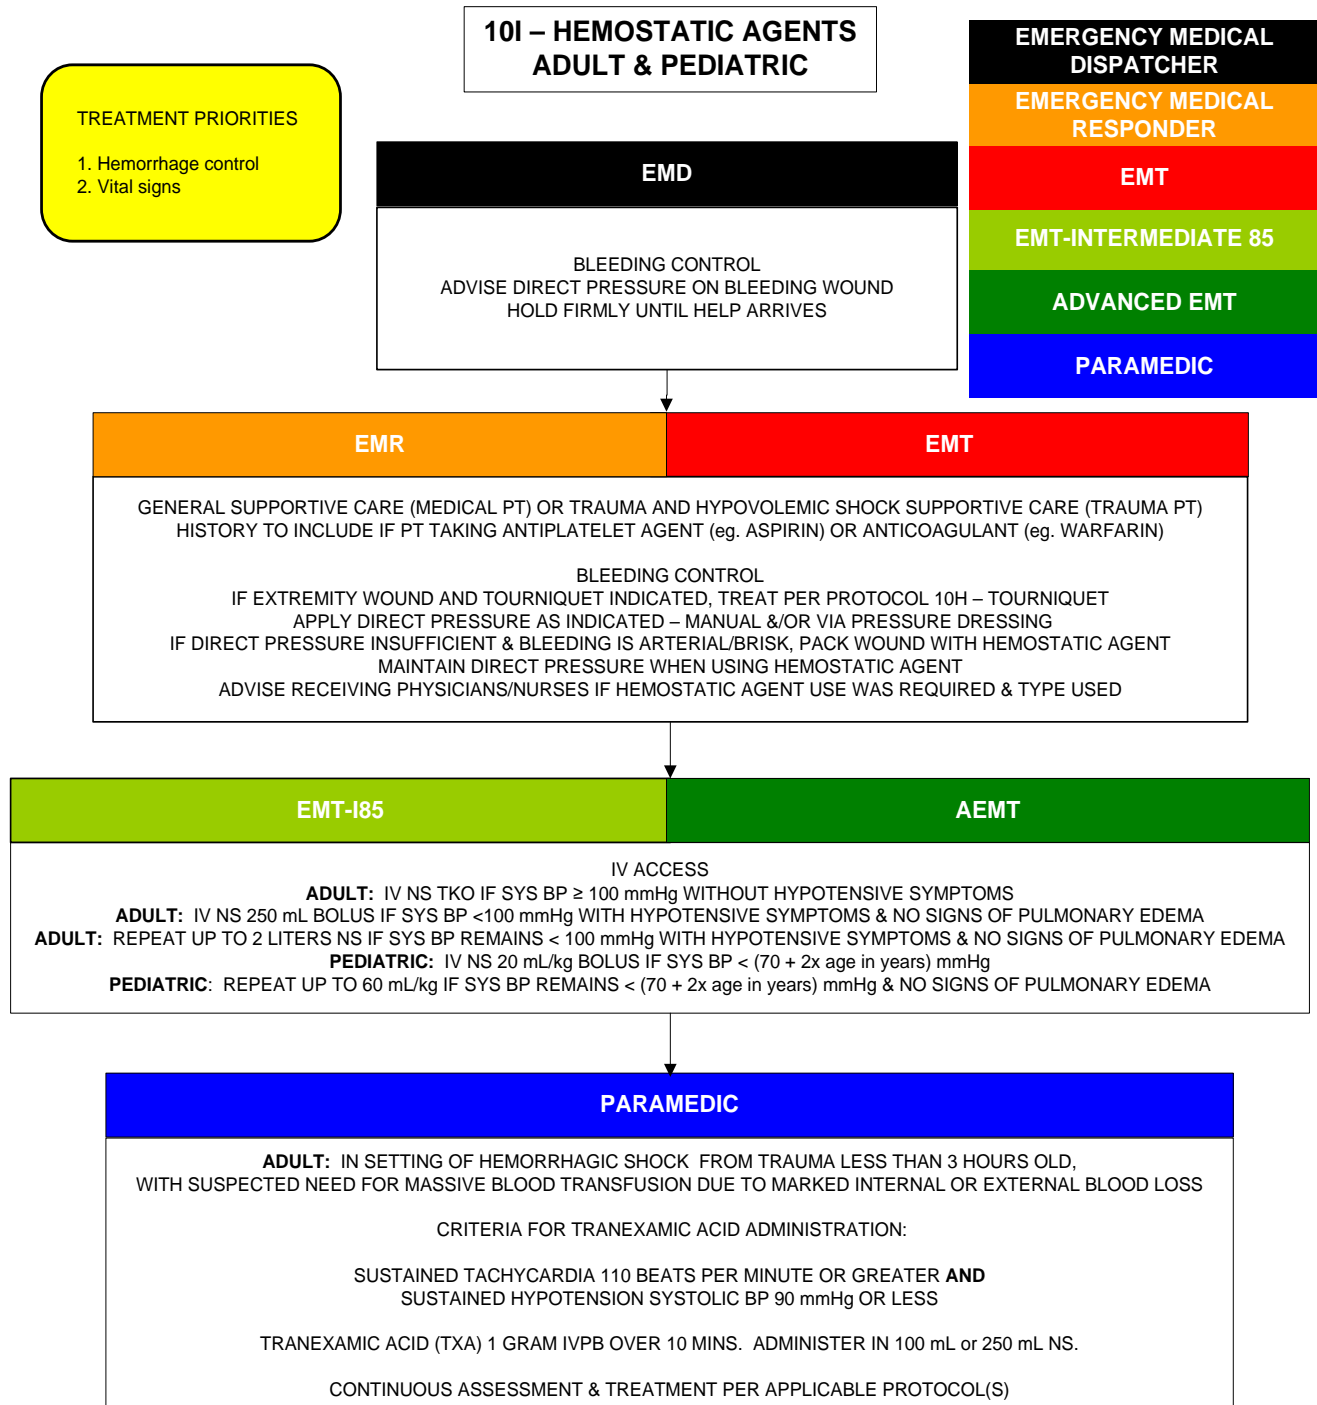 10I – HEMOSTATIC AGENTS
ADULT & PEDIATRIC
TREATMENT PRIORITIES
1. Hemorrhage control
2. Vital signs
EMERGENCY MEDICAL
DISPATCHER
EMERGENCY MEDICAL
RESPONDER
EMT
EMT-INTERMEDIATE 85
ADVANCED EMT
PARAMEDIC
EMD
BLEEDING CONTROL
ADVISE DIRECT PRESSURE ON BLEEDING WOUND
HOLD FIRMLY UNTIL HELP ARRIVES
EMR
EMT
GENERAL SUPPORTIVE CARE (MEDICAL PT) OR TRAUMA AND HYPOVOLEMIC SHOCK SUPPORTIVE CARE (TRAUMA PT)
HISTORY TO INCLUDE IF PT TAKING ANTIPLATELET AGENT (eg. ASPIRIN) OR ANTICOAGULANT (eg. WARFARIN)
BLEEDING CONTROL
IF EXTREMITY WOUND AND TOURNIQUET INDICATED, TREAT PER PROTOCOL 10H – TOURNIQUET
APPLY DIRECT PRESSURE AS INDICATED – MANUAL &/OR VIA PRESSURE DRESSING
IF DIRECT PRESSURE INSUFFICIENT & BLEEDING IS ARTERIAL/BRISK, PACK WOUND WITH HEMOSTATIC AGENT
MAINTAIN DIRECT PRESSURE WHEN USING HEMOSTATIC AGENT
ADVISE RECEIVING PHYSICIANS/NURSES IF HEMOSTATIC AGENT USE WAS REQUIRED & TYPE USED
EMT-I85
AEMT
IV ACCESS
ADULT: IV NS TKO IF SYS BP ≥ 100 mmHg WITHOUT HYPOTENSIVE SYMPTOMS
ADULT: IV NS 250 mL BOLUS IF SYS BP <100 mmHg WITH HYPOTENSIVE SYMPTOMS & NO SIGNS OF PULMONARY EDEMA
ADULT: REPEAT UP TO 2 LITERS NS IF SYS BP REMAINS < 100 mmHg WITH HYPOTENSIVE SYMPTOMS & NO SIGNS OF PULMONARY EDEMA
PEDIATRIC: IV NS 20 mL/kg BOLUS IF SYS BP < (70 + 2x age in years) mmHg
PEDIATRIC: REPEAT UP TO 60 mL/kg IF SYS BP REMAINS < (70 + 2x age in years) mmHg & NO SIGNS OF PULMONARY EDEMA
PARAMEDIC
ADULT: IN SETTING OF HEMORRHAGIC SHOCK FROM TRAUMA LESS THAN 3 HOURS OLD,
WITH SUSPECTED NEED FOR MASSIVE BLOOD TRANSFUSION DUE TO MARKED INTERNAL OR EXTERNAL BLOOD LOSS
CRITERIA FOR TRANEXAMIC ACID ADMINISTRATION:
SUSTAINED TACHYCARDIA 110 BEATS PER MINUTE OR GREATER AND
SUSTAINED HYPOTENSION SYSTOLIC BP 90 mmHg OR LESS
TRANEXAMIC ACID (TXA) 1 GRAM IVPB OVER 10 MINS. ADMINISTER IN 100 mL or 250 mL NS.
CONTINUOUS ASSESSMENT & TREATMENT PER APPLICABLE PROTOCOL(S)